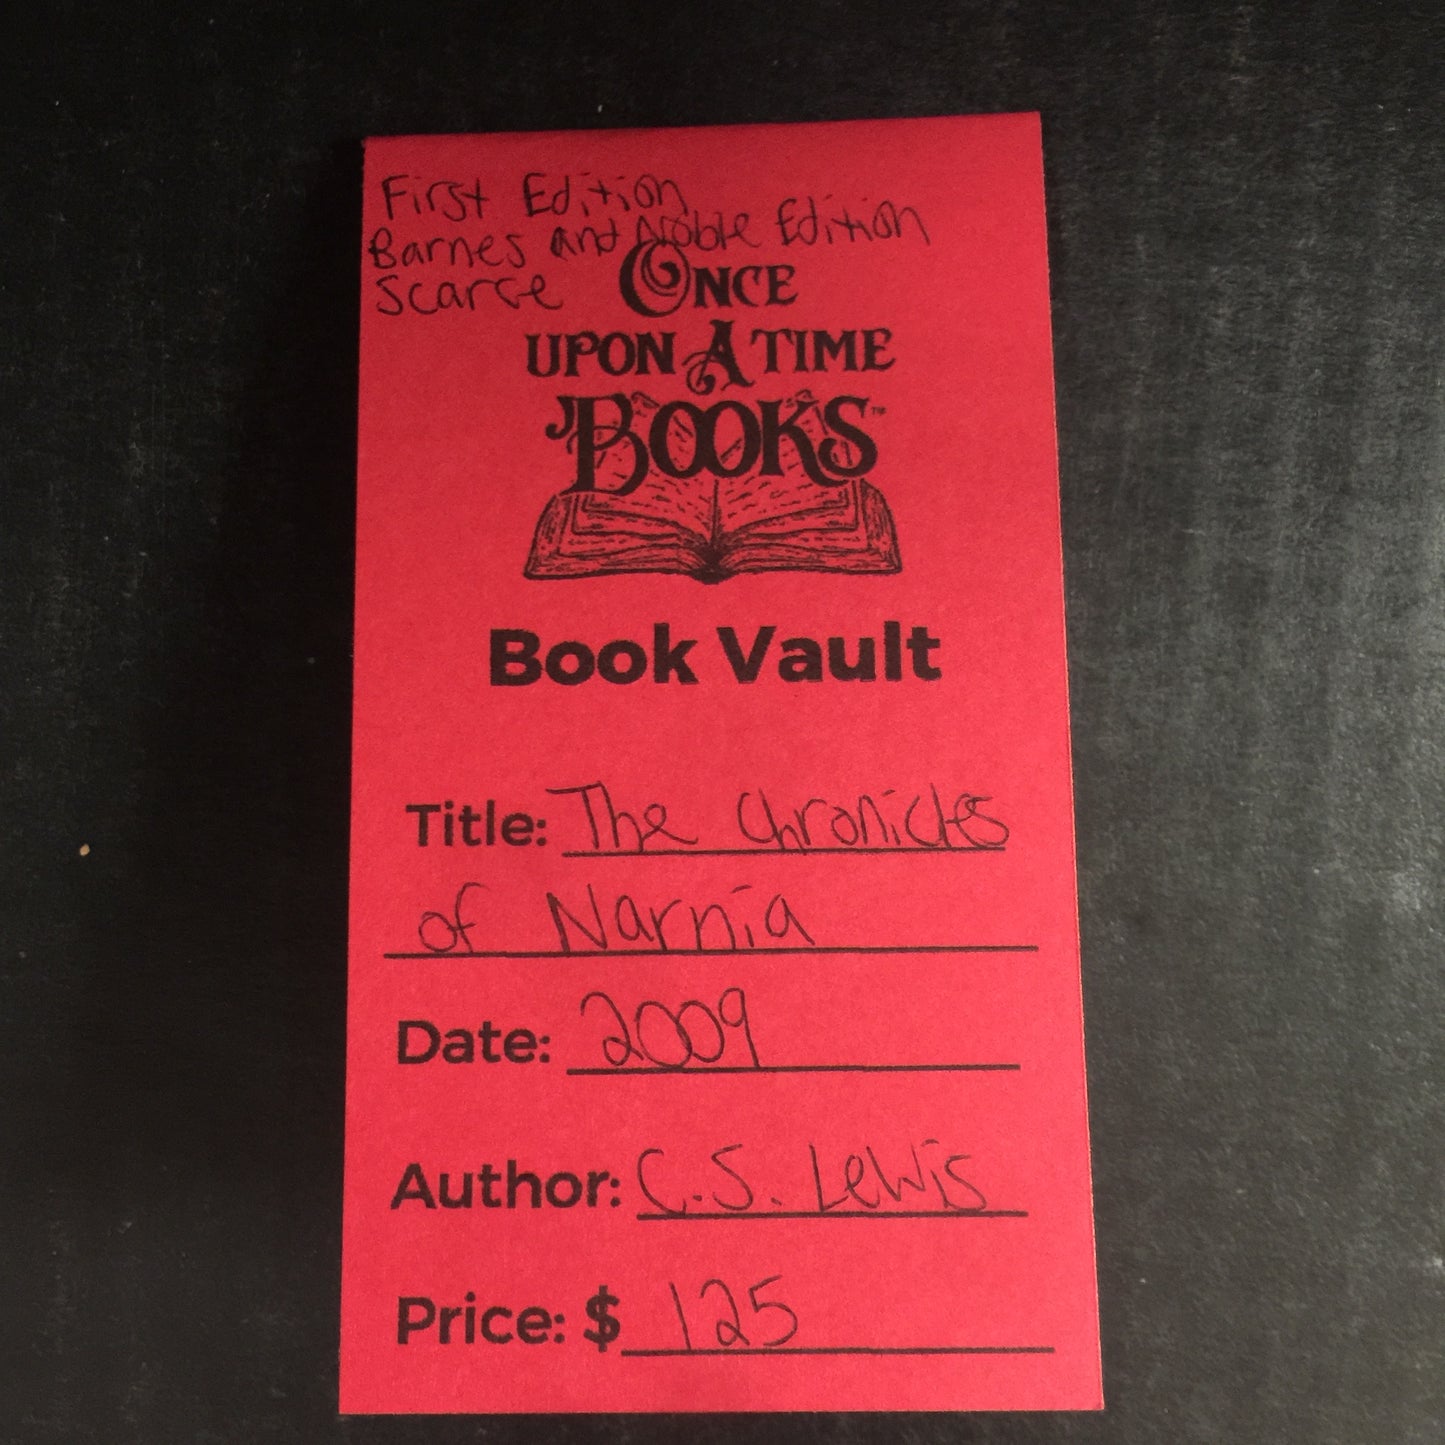 First Edition
Barnes and Noble Edition
Scarce
ONCE
UPON A TIME
BOOKS™
Book Vault
Title: The Chronicles
of Narnia
Date: 2009
Author: C.S. Lewis
Price: $ 125